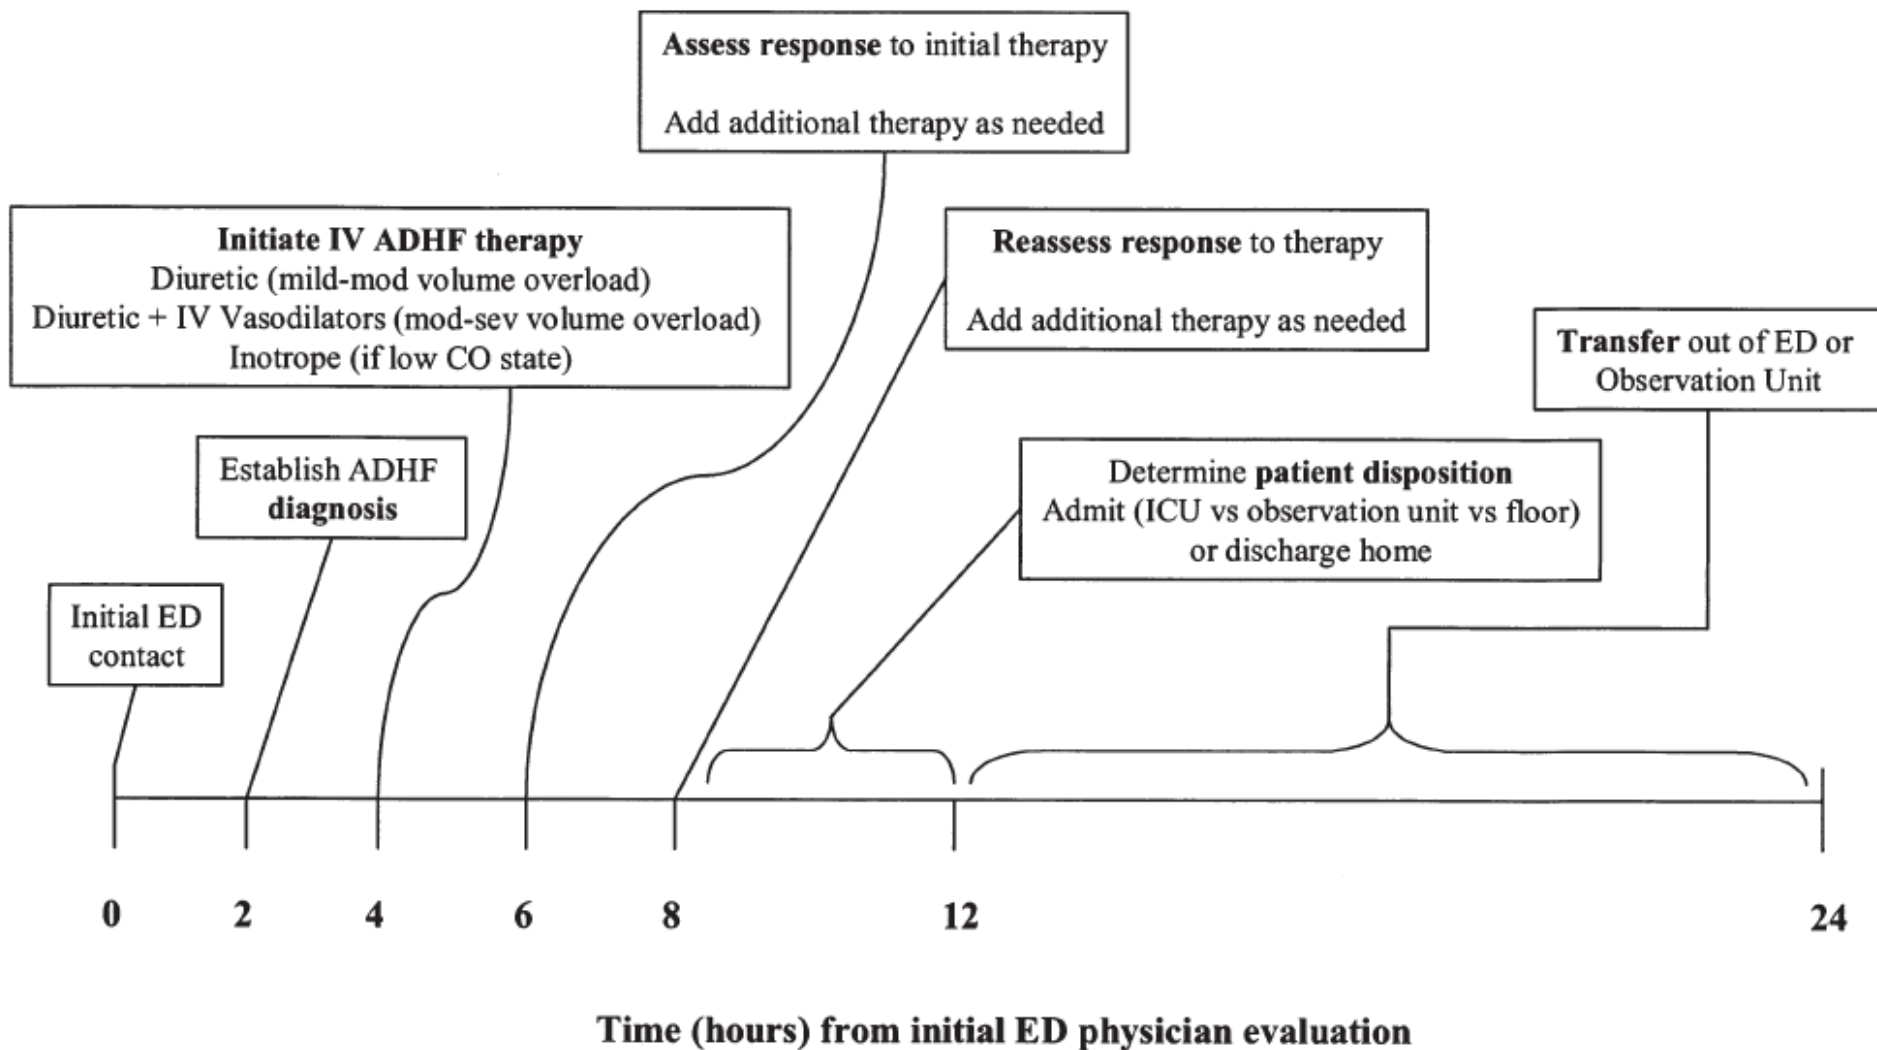 Assess response to initial therapy
Add additional therapy as needed
Initiate IV ADHF therapy
Diuretic (mild-mod volume overload)
Diuretic + IV Vasodilators (mod-sev volume overload)
Inotrope (if low CO state)
Reassess response to therapy
Add additional therapy as needed
Transfer out of ED or
Observation Unit
Establish ADHF
diagnosis
Determine patient disposition
Admit (ICU vs observation unit vs floor)
or discharge home
Initial ED
contact
0 2 4 6 8 12 24
Time (hours) from initial ED physician evaluation